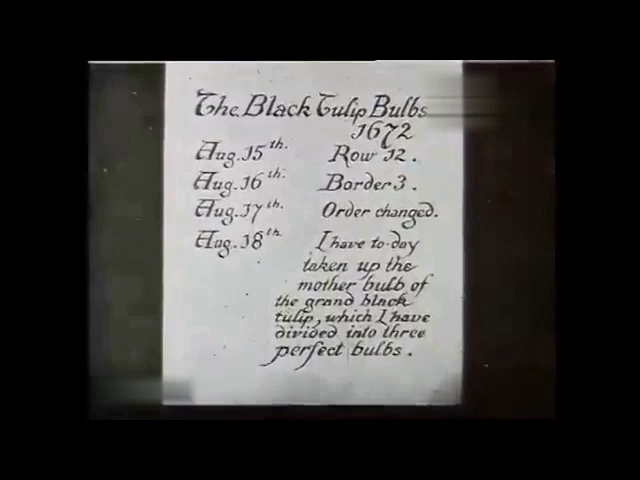 The Black Tulip Bulbs
1672
Aug. 15th. Row 12.
Aug. 16th. Border 3.
Aug. 17th. Order changed.
Aug. 18th I have to-day
taken up the
mother bulb of
the grand black
tulip, which I have
divided into three
perfect bulbs.